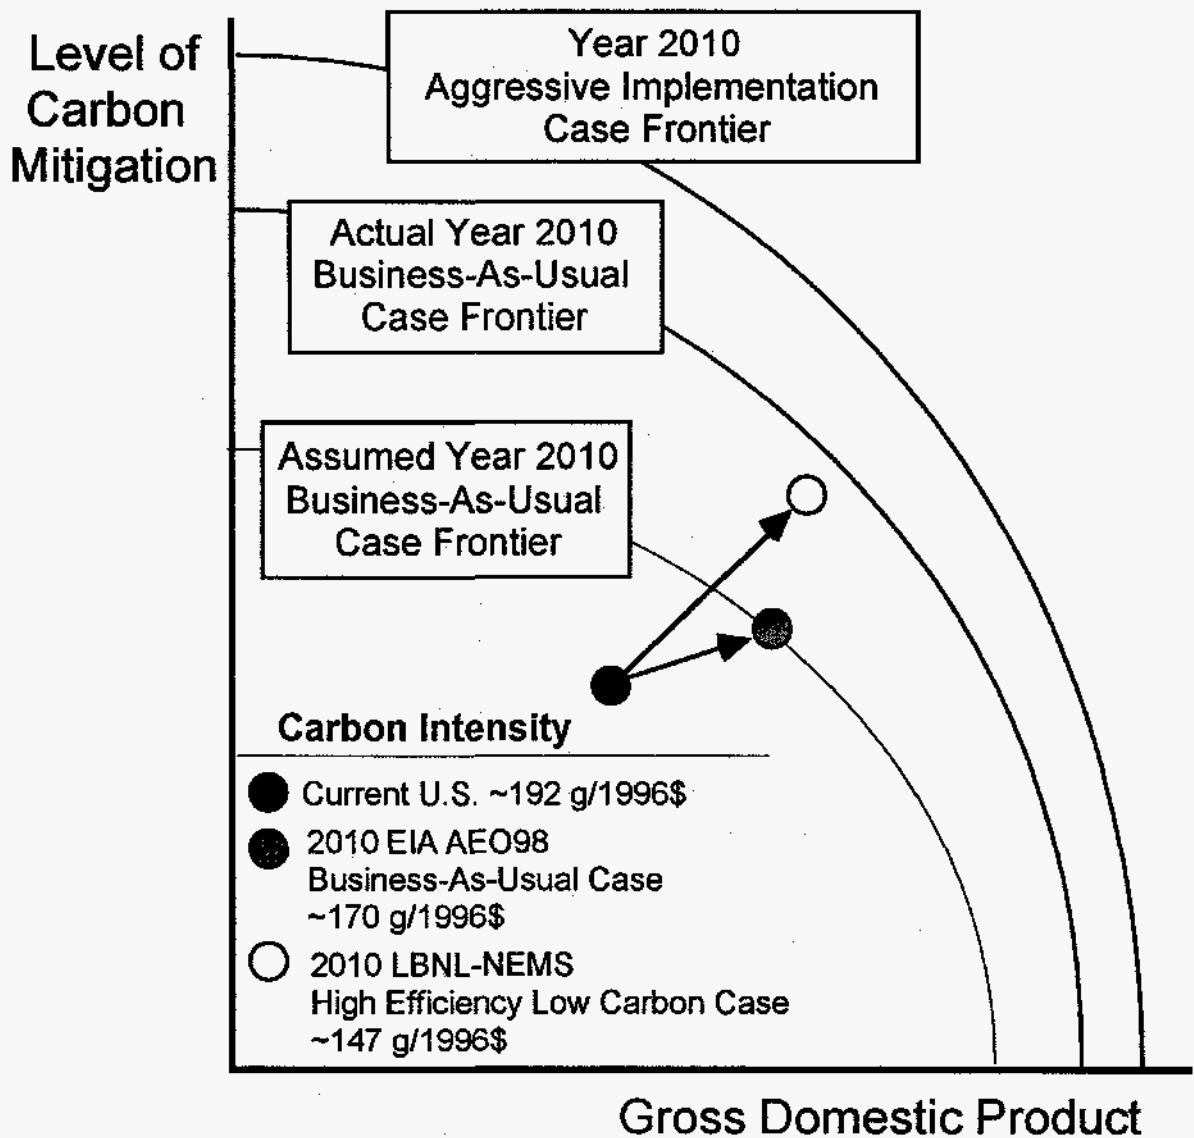 Level of
Carbon
Mitigation
Year 2010
Aggressive Implementation
Case Frontier
Actual Year 2010
Business-As-Usual
Case Frontier
Assumed Year 2010
Business-As-Usual
Case Frontier
Carbon Intensity
Current U.S. ~192 g/1996$
2010 EIA AEO98
Business-As-Usual Case
~170 g/1996$
2010 LBNL-NEMS
High Efficiency Low Carbon Case
~147 g/1996$
Gross Domestic Product